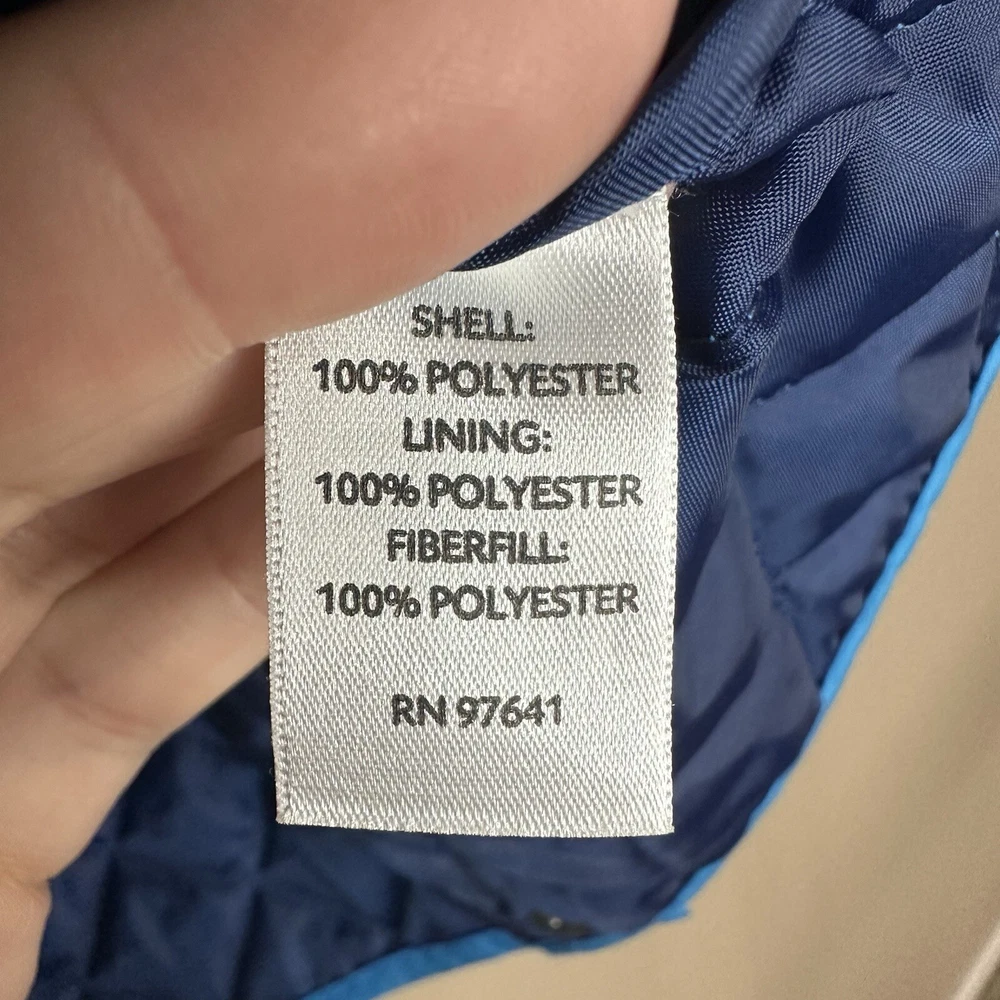 SHELL:
100% POLYESTER
LINING:
100% POLYESTER
FIBERFILL:
100% POLYESTER
RN 97641